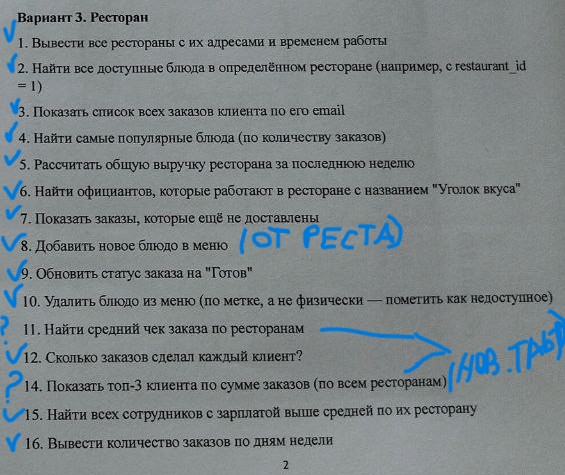 Вариант 3. Ресторан
1. Вывести все рестораны с их адресами и временем работы
2. Найти все доступные блюда в определённом ресторане (например, с restaurant_id
= 1)
3. Показать список всех заказов клиента по его email
4. Найти самые популярные блюда (по количеству заказов)
5. Рассчитать общую выручку ресторана за последнюю неделю
6. Найти официантов, которые работают в ресторане с названием "Уголок вкуса"
7. Показать заказы, которые ещё не доставлены
8. Добавить новое блюдо в меню (ОТ РЕСТА)
9. Обновить статус заказа на "Готов"
10. Удалить блюдо из меню (по метке, а не физически — пометить как недоступное)
? 11. Найти средний чек заказа по ресторанам
12. Сколько заказов сделал каждый клиент?
? 14. Показать топ-3 клиента по сумме заказов (по всем ресторанам) (НОВ. ТАБЛ)
15. Найти всех сотрудников с зарплатой выше средней по их ресторану
16. Вывести количество заказов по дням недели
2